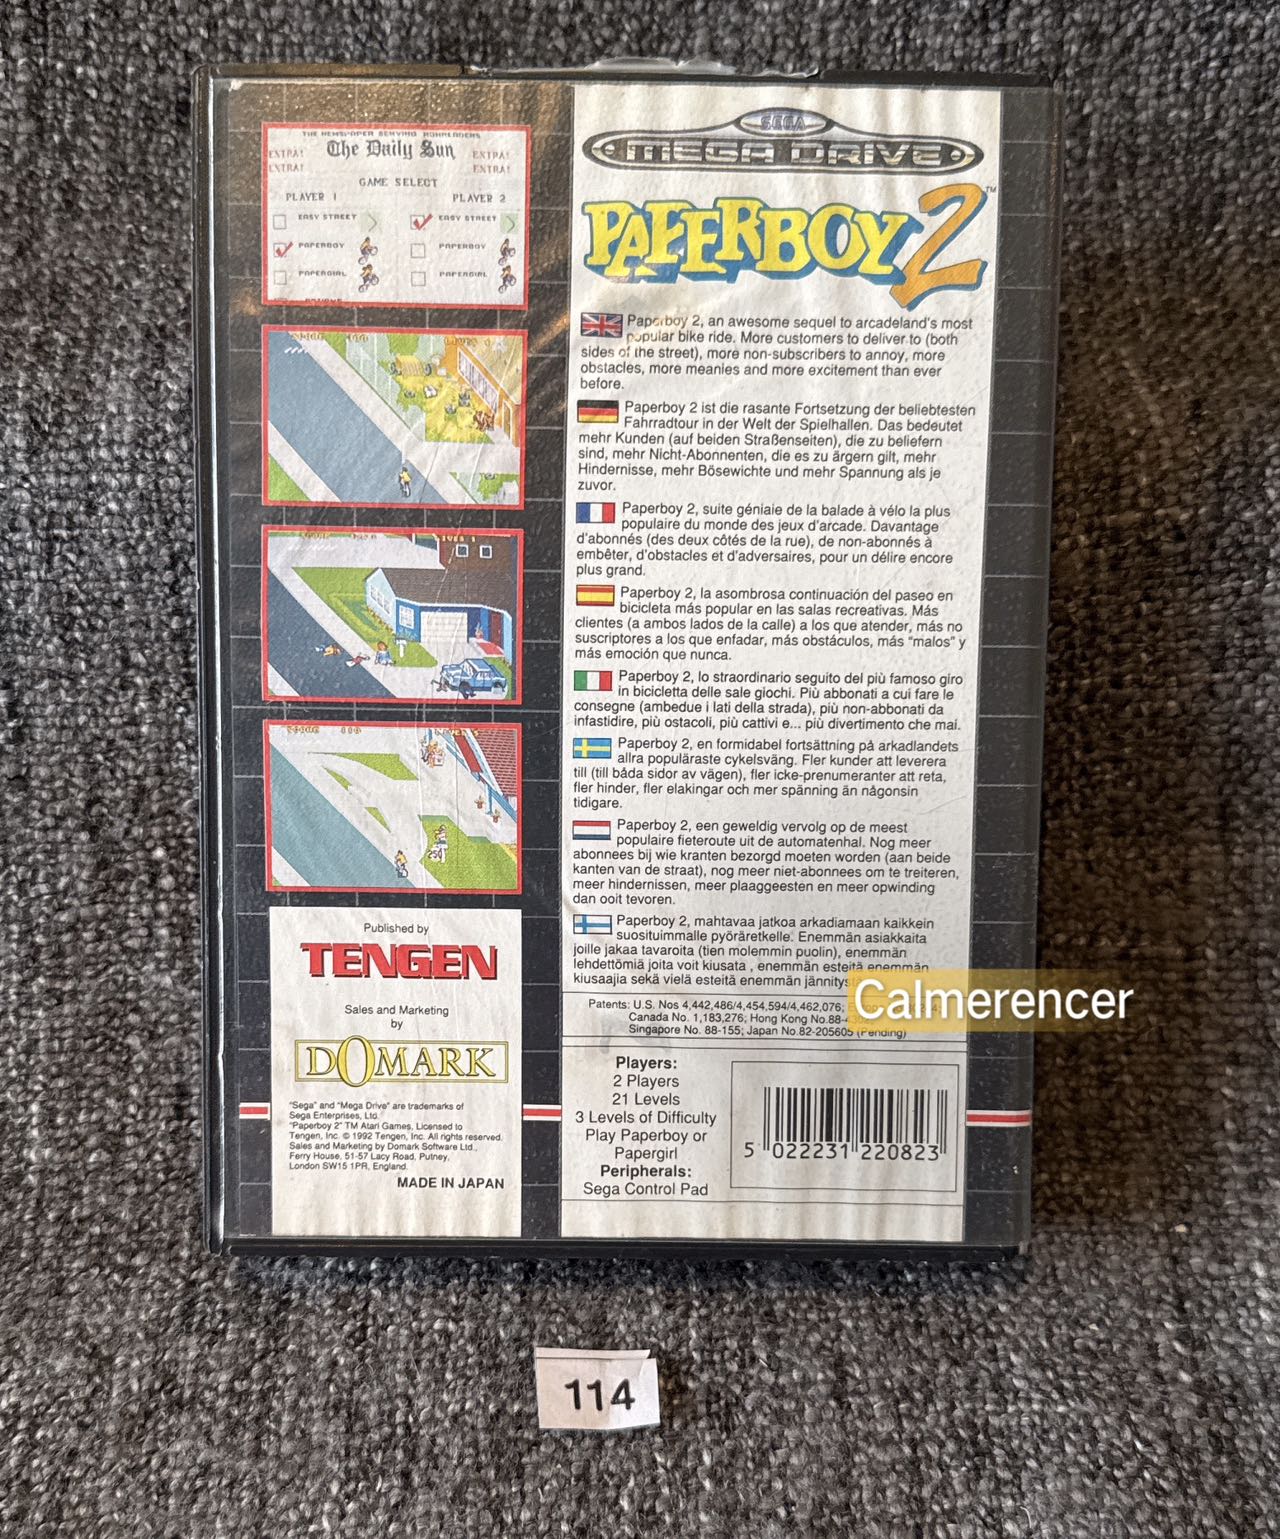 THE NEWSPAPER SERVING HOMELANDERS
EXTRA! The Daily Sun EXTRA!
EXTRA! EXTRA!
GAME SELECT
PLAYER 1 PLAYER 2
EASY STREET EASY STREET
PAPERBOY PAPERBOY
PAPERGIRL PAPERGIRL
Published by
TENGEN
Sales and Marketing
by
DOMARK
"Sega" and "Mega Drive" are trademarks of
Sega Enterprises, Ltd.
"Paperboy 2" TM Atari Games, Licensed to
Tengen, Inc. © 1992 Tengen, Inc. All rights reserved.
Sales and Marketing by Domark Software Ltd.,
Ferry House, 51-57 Lacy Road, Putney,
London SW15 1PR, England.
MADE IN JAPAN
SEGA
MEGA DRIVE
PAPERBOY 2 ™
Paperboy 2, an awesome sequel to arcadeland's most
popular bike ride. More customers to deliver to (both
sides of the street), more non-subscribers to annoy, more
obstacles, more meanies and more excitement than ever
before.
Paperboy 2 ist die rasante Fortsetzung der beliebtesten
Fahrradtour in der Welt der Spielhallen. Das bedeutet
mehr Kunden (auf beiden Straßenseiten), die zu beliefern
sind, mehr Nicht-Abonnenten, die es zu ärgern gilt, mehr
Hindernisse, mehr Bösewichte und mehr Spannung als je
zuvor.
Paperboy 2, suite géniaie de la balade à vélo la plus
populaire du monde des jeux d'arcade. Davantage
d'abonnés (des deux côtés de la rue), de non-abonnés à
embêter, d'obstacles et d'adversaires, pour un délire encore
plus grand.
Paperboy 2, la asombrosa continuación del paseo en
bicicleta más popular en las salas recreativas. Más
clientes (a ambos lados de la calle) a los que atender, más no
suscriptores a los que enfadar, más obstáculos, más "malos" y
más emoción que nunca.
Paperboy 2, lo straordinario seguito del più famoso giro
in bicicletta delle sale giochi. Più abbonati a cui fare le
consegne (ambedue i lati della strada), più non-abbonati da
infastidire, più ostacoli, più cattivi e... più divertimento che mai.
Paperboy 2, en formidabel fortsättning på arkadlandets
allra populäraste cykelsväng. Fler kunder att leverera
till (till båda sidor av vägen), fler icke-prenumeranter att reta,
fler hinder, fler elakingar och mer spänning än någonsin
tidigare.
Paperboy 2, een geweldig vervolg op de meest
populaire fieteroute uit de automatenhal. Nog meer
abonnees bij wie kranten bezorgd moeten worden (aan beide
kanten van de straat), nog meer niet-abonnees om te treiteren,
meer hindernissen, meer plaaggeesten en meer opwinding
dan ooit tevoren.
Paperboy 2, mahtavaa jatkoa arkadiamaan kaikkein
suosituimmalle pyöräretkelle. Enemmän asiakkaita
joille jakaa tavaroita (tien molemmin puolin), enemmän
lehdettömiä joita voit kiusata , enemmän esteitä enemmän
kiusaajia sekä vielä esteitä enemmän
Calmerencer
Patents: U.S. Nos 4,442,486/4,454,594/4,462,076;
Canada No. 1,183,276; Hong Kong No.88-
Singapore No. 88-155; Japan No.82-205605 (Pending)
Players:
2 Players
21 Levels
3 Levels of Difficulty
Play Paperboy or
Papergirl
Peripherals:
Sega Control Pad
5 022231 220823
114